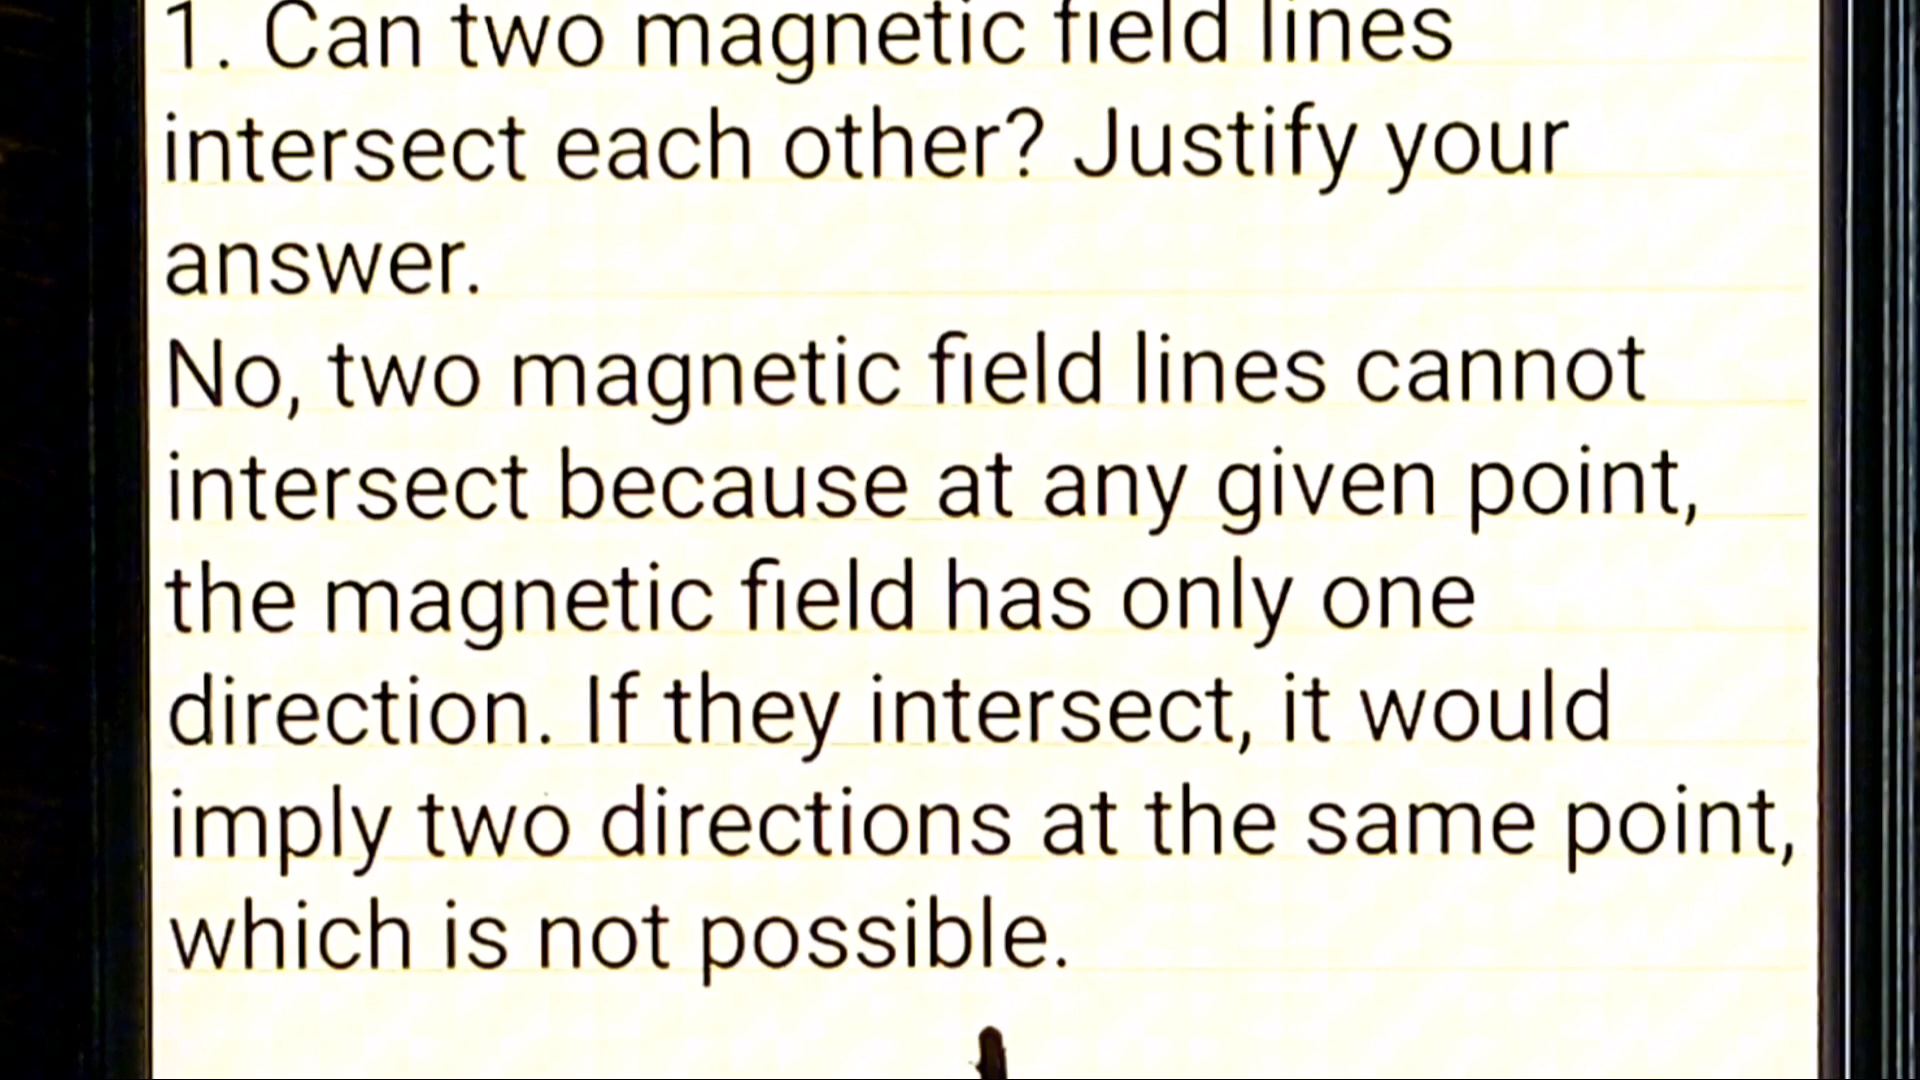 1. Can two magnetic field lines
intersect each other? Justify your
answer.
No, two magnetic field lines cannot
intersect because at any given point,
the magnetic field has only one
direction. If they intersect, it would
imply two directions at the same point,
which is not possible.